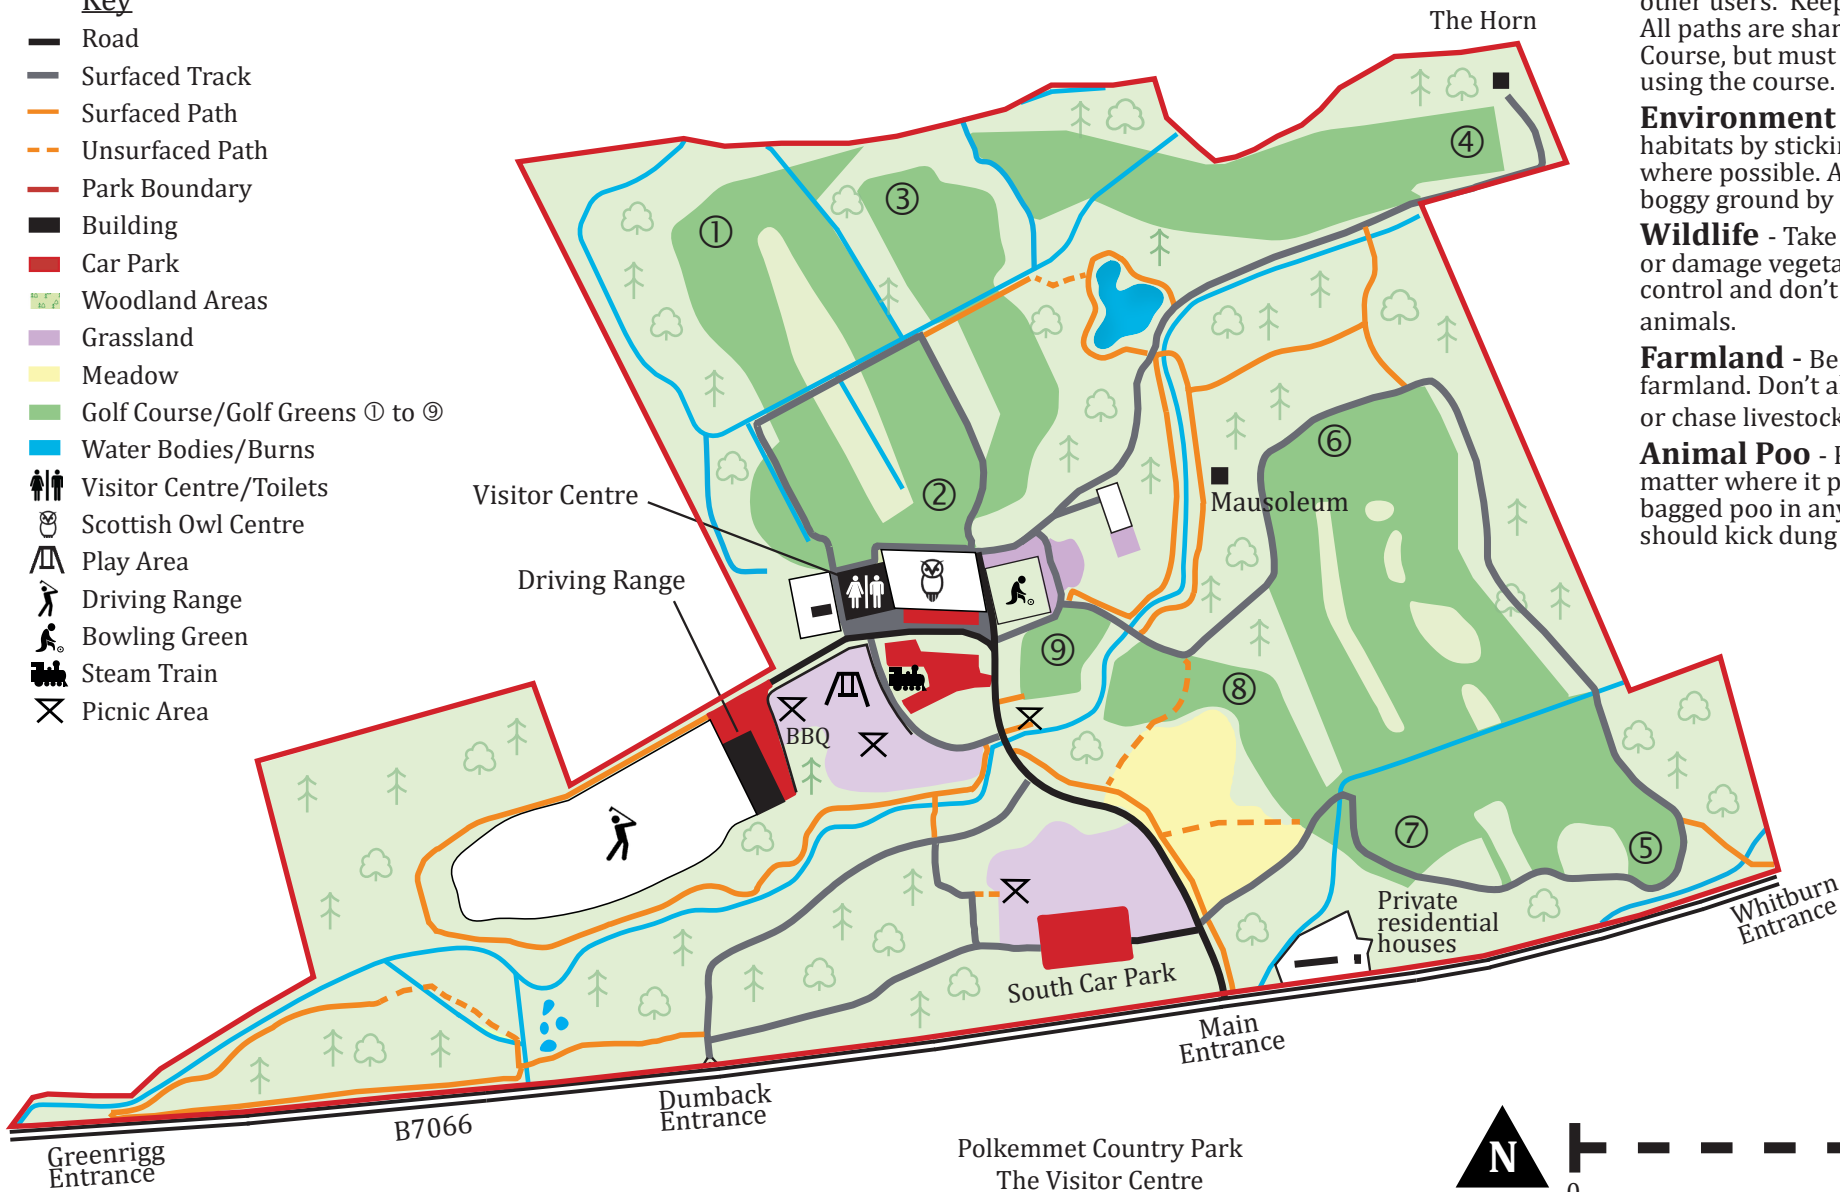 Key
Road
Surfaced Track
Surfaced Path
Unsurfaced Path
Park Boundary
Building
Car Park
Woodland Areas
Grassland
Meadow
Golf Course/Golf Greens ① to ⑨
Water Bodies/Burns
Visitor Centre/Toilets
Scottish Owl Centre
Play Area
Driving Range
Bowling Green
Steam Train
Picnic Area
The Horn
④
③
①
⑥
②
Visitor Centre
Mausoleum
Driving Range
⑨
⑧
BBQ
⑦
⑤
Private
residential
houses
South Car Park
Whitburn
Entrance
Main
Entrance
Dumback
Entrance
B7066
Greenrigg
Entrance
Polkemmet Country Park
The Visitor Centre
N
0
other users. Keep
All paths are shar
Course, but must
using the course.
Environment
habitats by stickin
where possible. A
boggy ground by
Wildlife - Take
or damage vegeta
control and don't
animals.
Farmland - Be
farmland. Don't al
or chase livestock
Animal Poo -
matter where it p
bagged poo in any
should kick dung